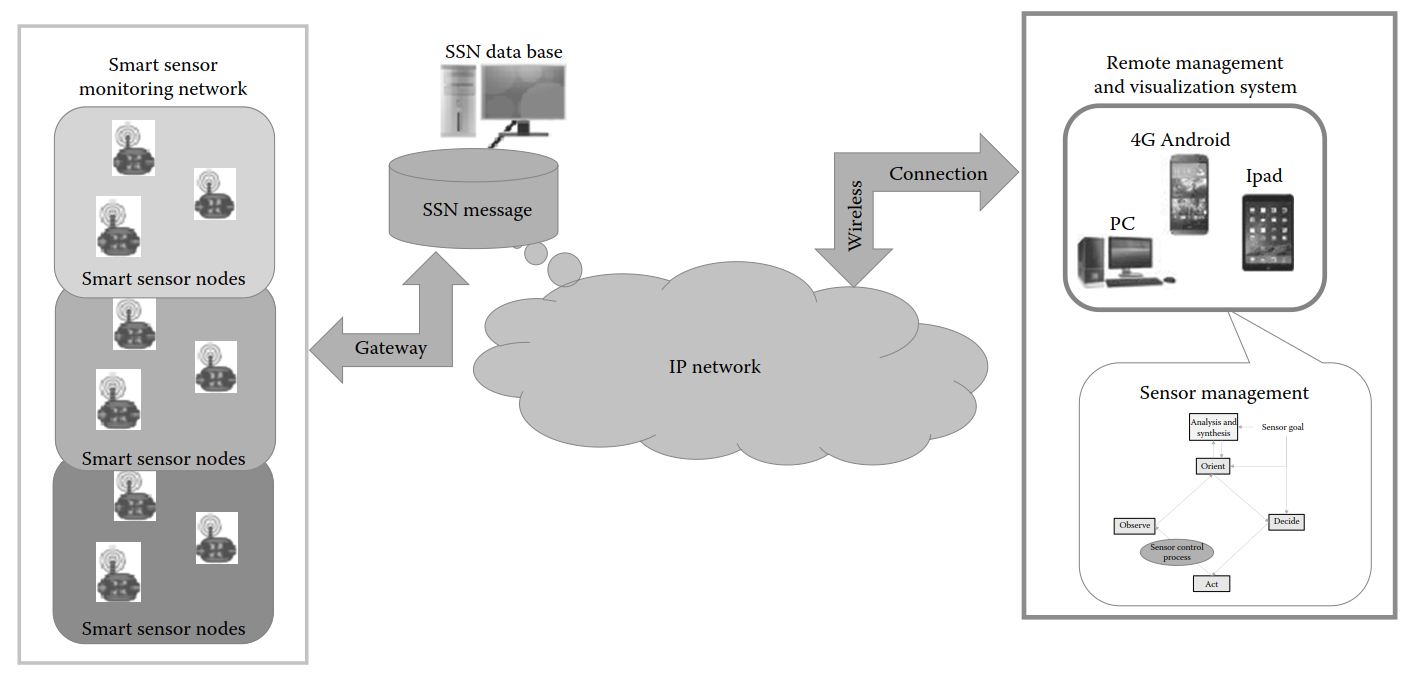 Smart sensor
monitoring network
Smart sensor nodes
Smart sensor nodes
Smart sensor nodes
SSN data base
SSN message
Gateway
IP network
Wireless
Connection
Remote management
and visualization system
4G Android
Ipad
PC
Sensor management
Analysis and
synthesis
Sensor goal
Orient
Observe
Decide
Sensor control
process
Act